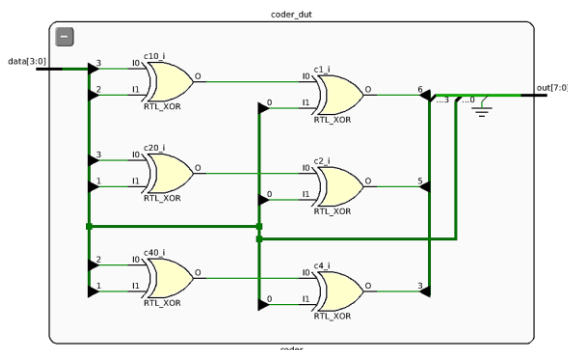 coder_dut
data[3:0]
out[7:0]
c10_i
3 I0 O
2 I1
RTL_XOR
c1_i
I0 O 6
0 I1
RTL_XOR
...3 ...0
c20_i
3 I0 O
1 I1
RTL_XOR
c2_i
I0 O 5
0 I1
RTL_XOR
c40_i
2 I0 O
1 I1
RTL_XOR
c4_i
I0 O 3
0 I1
RTL_XOR
coder